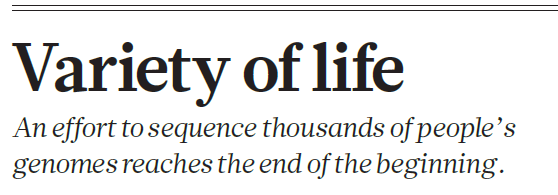 Variety of life
An effort to sequence thousands of people’s
genomes reaches the end of the beginning.